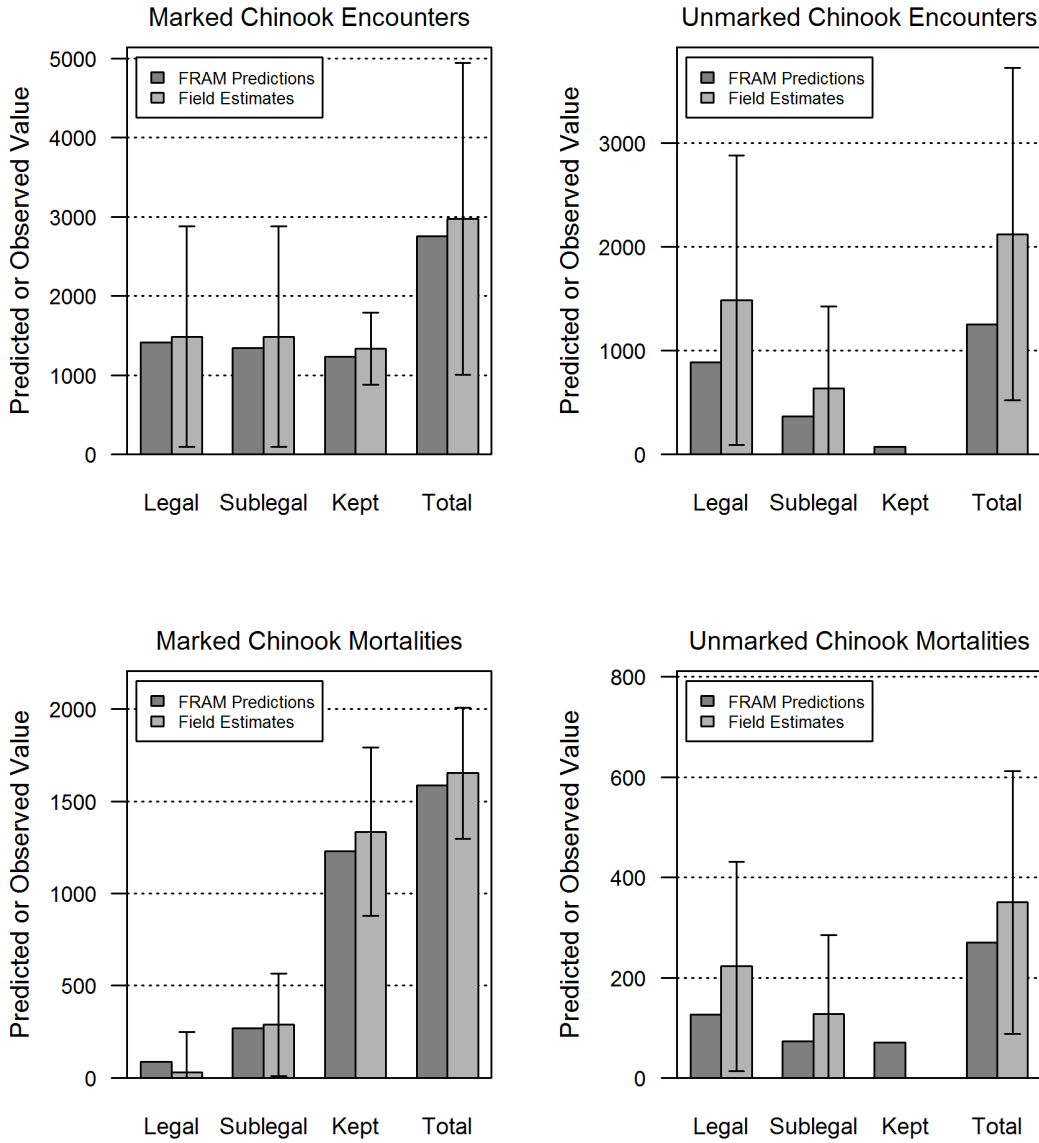 Marked Chinook Encounters
Predicted or Observed Value
5000
4000
3000
2000
1000
0
FRAM Predictions
Field Estimates
Legal Sublegal Kept Total
Unmarked Chinook Encounters
Predicted or Observed Value
3000
2000
1000
0
FRAM Predictions
Field Estimates
Legal Sublegal Kept Total
Marked Chinook Mortalities
Predicted or Observed Value
2000
1500
1000
500
0
FRAM Predictions
Field Estimates
Legal Sublegal Kept Total
Unmarked Chinook Mortalities
Predicted or Observed Value
800
600
400
200
0
FRAM Predictions
Field Estimates
Legal Sublegal Kept Total